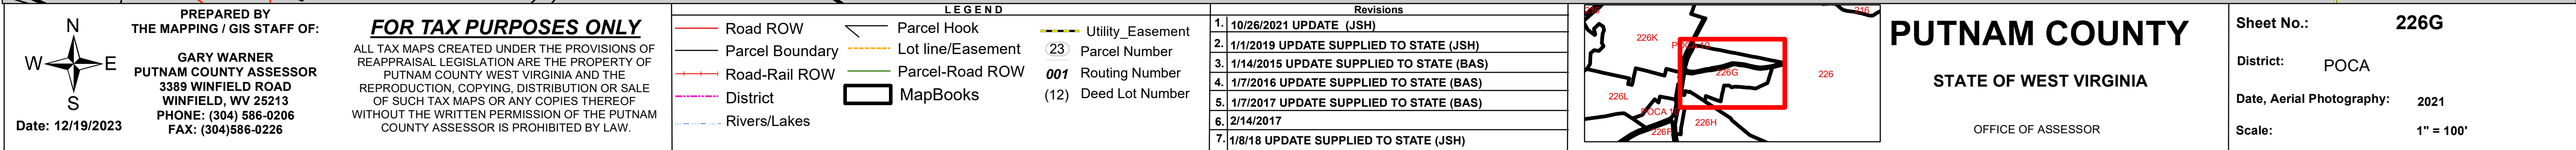 N
W E
S
Date: 12/19/2023
PREPARED BY
THE MAPPING / GIS STAFF OF:
GARY WARNER
PUTNAM COUNTY ASSESSOR
3389 WINFIELD ROAD
WINFIELD, WV 25213
PHONE: (304) 586-0206
FAX: (304)586-0226
FOR TAX PURPOSES ONLY
ALL TAX MAPS CREATED UNDER THE PROVISIONS OF
REAPPRAISAL LEGISLATION ARE THE PROPERTY OF
PUTNAM COUNTY WEST VIRGINIA AND THE
REPRODUCTION, COPYING, DISTRIBUTION OR SALE
OF SUCH TAX MAPS OR ANY COPIES THEREOF
WITHOUT THE WRITTEN PERMISSION OF THE PUTNAM
COUNTY ASSESSOR IS PROHIBITED BY LAW.
LEGEND
Road ROW
Parcel Boundary
Road-Rail ROW
District
Rivers/Lakes
Parcel Hook
Lot line/Easement
Parcel-Road ROW
MapBooks
Utility_Easement
23 Parcel Number
001 Routing Number
(12) Deed Lot Number
Revisions
1. 10/26/2021 UPDATE (JSH)
2. 1/1/2019 UPDATE SUPPLIED TO STATE (JSH)
3. 1/14/2015 UPDATE SUPPLIED TO STATE (BAS)
4. 1/7/2016 UPDATE SUPPLIED TO STATE (BAS)
5. 1/7/2017 UPDATE SUPPLIED TO STATE (BAS)
6. 2/14/2017
7. 1/8/18 UPDATE SUPPLIED TO STATE (JSH)
216
226K
226G
226
226L
226H
PUTNAM COUNTY
STATE OF WEST VIRGINIA
OFFICE OF ASSESSOR
Sheet No.: 226G
District: POCA
Date, Aerial Photography: 2021
Scale: 1" = 100'